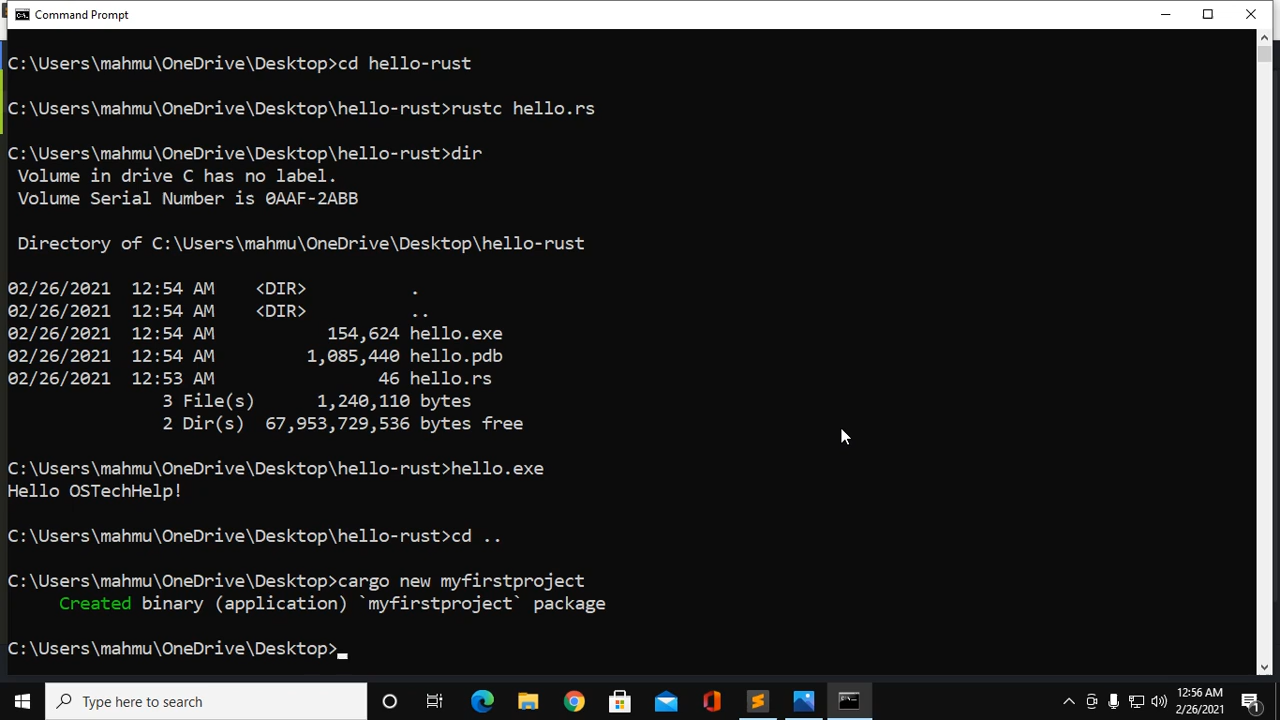 Command Prompt
C:\Users\mahmu\OneDrive\Desktop>cd hello-rust
C:\Users\mahmu\OneDrive\Desktop\hello-rust>rustc hello.rs
C:\Users\mahmu\OneDrive\Desktop\hello-rust>dir
Volume in drive C has no label.
Volume Serial Number is 0AAF-2ABB
Directory of C:\Users\mahmu\OneDrive\Desktop\hello-rust
02/26/2021  12:54 AM    <DIR>          .
02/26/2021  12:54 AM    <DIR>          ..
02/26/2021  12:54 AM           154,624 hello.exe
02/26/2021  12:54 AM         1,085,440 hello.pdb
02/26/2021  12:53 AM                46 hello.rs
3 File(s)      1,240,110 bytes
2 Dir(s)  67,953,729,536 bytes free
C:\Users\mahmu\OneDrive\Desktop\hello-rust>hello.exe
Hello OSTechHelp!
C:\Users\mahmu\OneDrive\Desktop\hello-rust>cd ..
C:\Users\mahmu\OneDrive\Desktop>cargo new myfirstproject
Created binary (application) `myfirstproject` package
C:\Users\mahmu\OneDrive\Desktop>
Type here to search
12:56 AM
2/26/2021
1